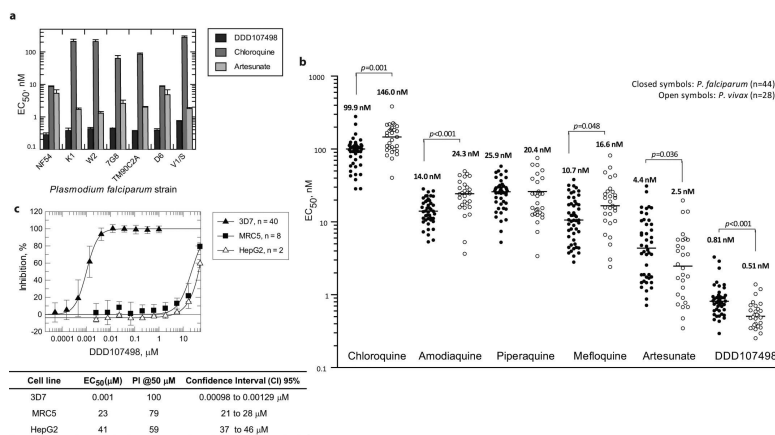 a
DDD107498
Chloroquine
Artesunate
EC50, nM
100
10
1
0.1
NF54
K1
W2
7G8
TM90C2A
D6
V1/S
Plasmodium falciparum strain
b
Closed symbols: P. falciparum (n=44)
Open symbols: P. vivax (n=28)
EC50, nM
1000
100
10
1
0.1
p=0.001
99.9 nM
146.0 nM
p<0.001
14.0 nM
24.3 nM
25.9 nM
20.4 nM
p=0.048
10.7 nM
16.6 nM
p=0.036
4.4 nM
2.5 nM
p<0.001
0.81 nM
0.51 nM
Chloroquine Amodiaquine Piperaquine Mefloquine Artesunate DDD107498
c
3D7, n = 40
MRC5, n = 8
HepG2, n = 2
Inhibition, %
120
100
80
60
40
20
0
-20
0.0001 0.001 0.01 0.1 1 10
DDD107498, µM
Cell line EC50(µM) PI @50 µM Confidence Interval (CI) 95%
3D7 0.001 100 0.00098 to 0.00129 µM
MRC5 23 79 21 to 28 µM
HepG2 41 59 37 to 46 µM